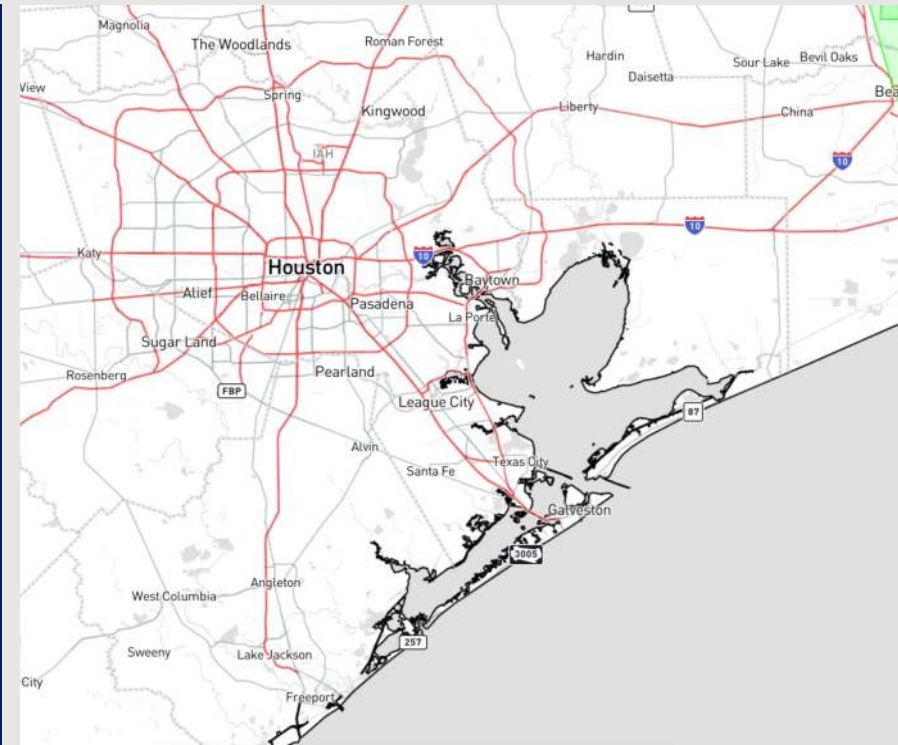 Magnolia
The Woodlands
Roman Forest
Hardin
Sour Lake
Bevil Oaks
Daisetta
View
Spring
Kingwood
Liberty
China
Bea
IAH
10
10
10
Katy
Houston
Baytown
Alief
Bellaire
Pasadena
La Porte
Sugar Land
Rosenberg
Pearland
FBP
League City
87
Alvin
Santa Fe
Texas City
Galveston
3005
Angleton
West Columbia
257
Sweeny
Lake Jackson
City
Freeport